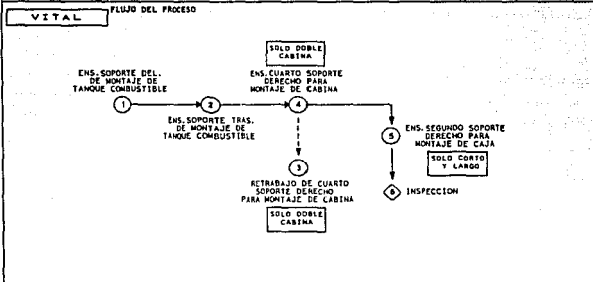 VITAL
FLUJO DEL PROCESO
SOLO DOBLE
CABINA
ENS.SOPORTE DEL.
DE MONTAJE DE
TANQUE COMBUSTIBLE
ENS.CUARTO SOPORTE
DERECHO PARA
MONTAJE DE CABINA
1
2
4
ENS.SOPORTE TRAS.
DE MONTAJE DE
TANQUE COMBUSTIBLE
5
ENS.SEGUNDO SOPORTE
DERECHO PARA
MONTAJE DE CAJA
SOLO CORTO
Y LARGO
3
RETRABAJO DE CUARTO
SOPORTE DERECHO
PARA MONTAJE DE CABINA
SOLO DOBLE
CABINA
6
INSPECCION